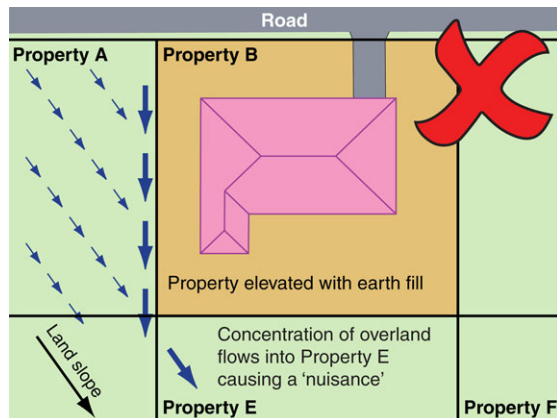 Road
Property A
Property B
Property elevated with earth fill
Land slope
Concentration of overland
flows into Property E
causing a ‘nuisance’
Property E
Property F